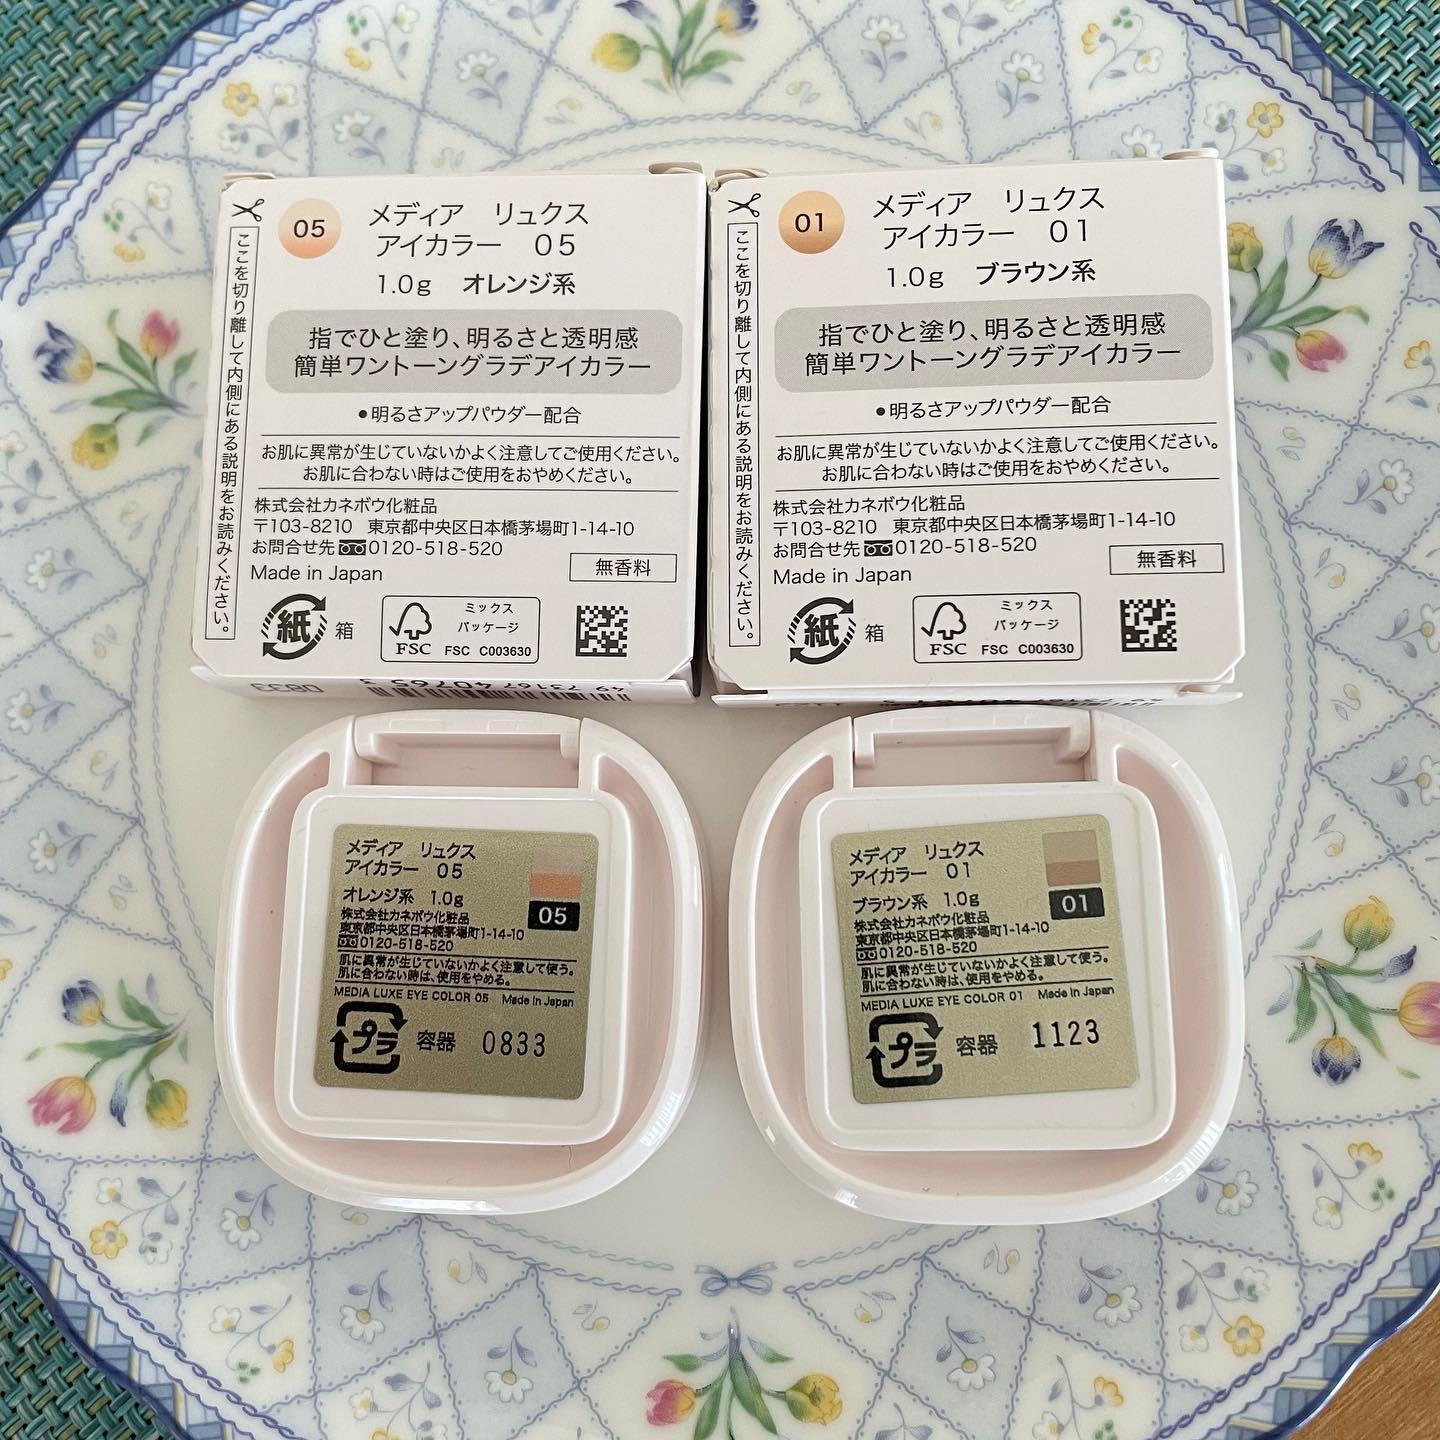 ここを切り離して内側にある説明をお読みください。
05
メディア リュクス
アイカラー 05
1.0g オレンジ系
指でひと塗り、明るさと透明感
簡単ワントーングラデアイカラー
●明るさアップパウダー配合
お肌に異常が生じていないかよく注意してご使用ください。
お肌に合わない時はご使用をおやめください。
株式会社カネボウ化粧品
〒103-8210 東京都中央区日本橋茅場町1-14-10
お問合せ先 0120-518-520
Made in Japan
無香料
紙 箱
FSC
ミックス
パッケージ
FSC C003630
0833
ここを切り離して内側にある説明をお読みください。
01
メディア リュクス
アイカラー 01
1.0g ブラウン系
指でひと塗り、明るさと透明感
簡単ワントーングラデアイカラー
●明るさアップパウダー配合
お肌に異常が生じていないかよく注意してご使用ください。
お肌に合わない時はご使用をおやめください。
株式会社カネボウ化粧品
〒103-8210 東京都中央区日本橋茅場町1-14-10
お問合せ先 0120-518-520
Made in Japan
無香料
紙 箱
FSC
ミックス
パッケージ
FSC C003630
メディア リュクス
アイカラー 05
オレンジ系 1.0g
05
株式会社カネボウ化粧品
東京都中央区日本橋茅場町1-14-10
0120-518-520
肌に異常が生じていないかよく注意して使う。
肌に合わない時は、使用をやめる。
MEDIA LUXE EYE COLOR 05 Made in Japan
プラ 容器 0833
メディア リュクス
アイカラー 01
ブラウン系 1.0g
01
株式会社カネボウ化粧品
東京都中央区日本橋茅場町1-14-10
0120-518-520
肌に異常が生じていないかよく注意して使う。
肌に合わない時は、使用をやめる。
MEDIA LUXE EYE COLOR 01 Made in Japan
プラ 容器 1123